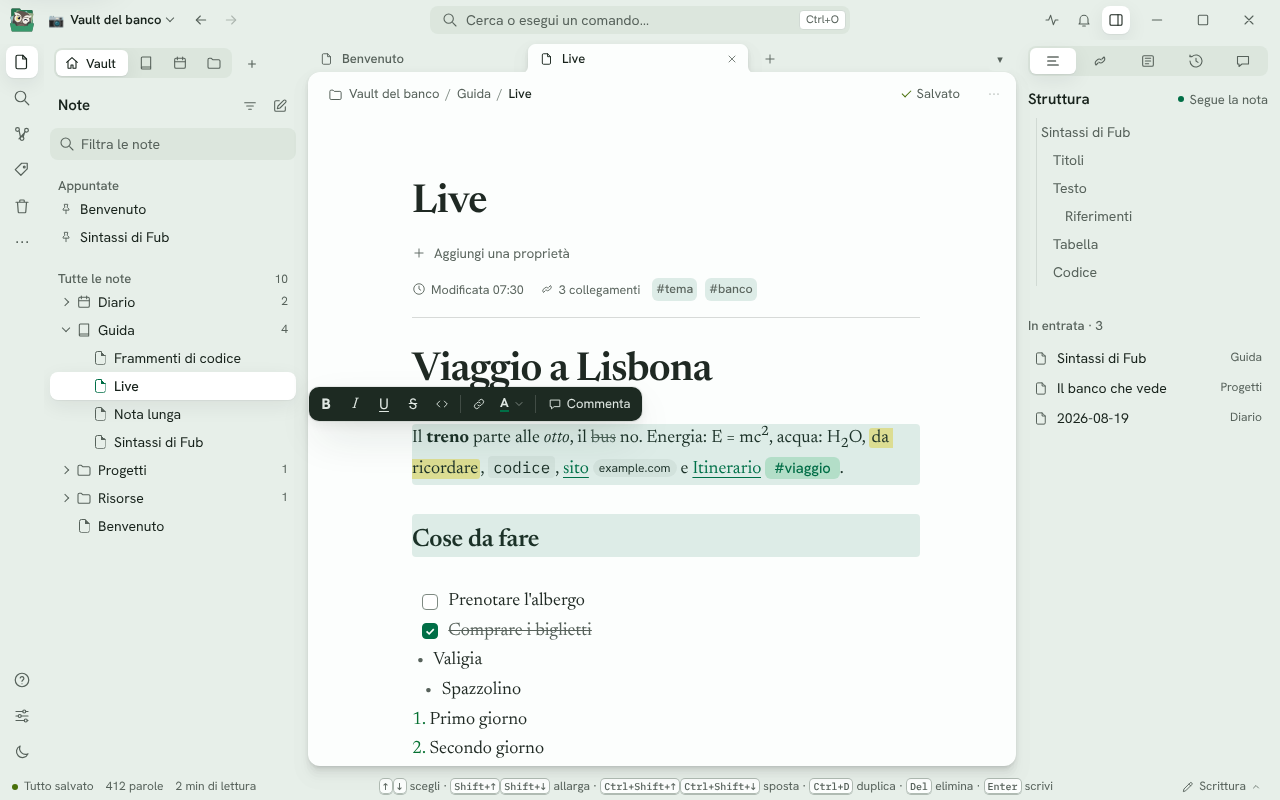 Vault del banco
Cerca o esegui un comando...
Ctrl+O
Vault
Note
Filtra le note
Appuntate
Benvenuto
Sintassi di Fub
Tutte le note 10
Diario 2
Guida 4
Frammenti di codice
Live
Nota lunga
Sintassi di Fub
Progetti 1
Risorse 1
Benvenuto
Benvenuto
Live
Vault del banco / Guida / Live
Salvato
Live
Aggiungi una proprietà
Modificata 07:30 3 collegamenti #tema #banco
Viaggio a Lisbona
B I U S A Commenta
Il treno parte alle otto, il bus no. Energia: E = mc², acqua: H₂O, da
ricordare, codice, sito example.com e Itinerario #viaggio.
Cose da fare
Prenotare l'albergo
Comprare i biglietti
• Valigia
• Spazzolino
1. Primo giorno
2. Secondo giorno
Struttura
Segue la nota
Sintassi di Fub
Titoli
Testo
Riferimenti
Tabella
Codice
In entrata · 3
Sintassi di Fub Guida
Il banco che vede Progetti
2026-08-19 Diario
Tutto salvato 412 parole 2 min di lettura
↑ ↓ scegli · Shift+↑ Shift+↓ allarga · Ctrl+Shift+↑ Ctrl+Shift+↓ sposta · Ctrl+D duplica · Del elimina · Enter scrivi
Scrittura